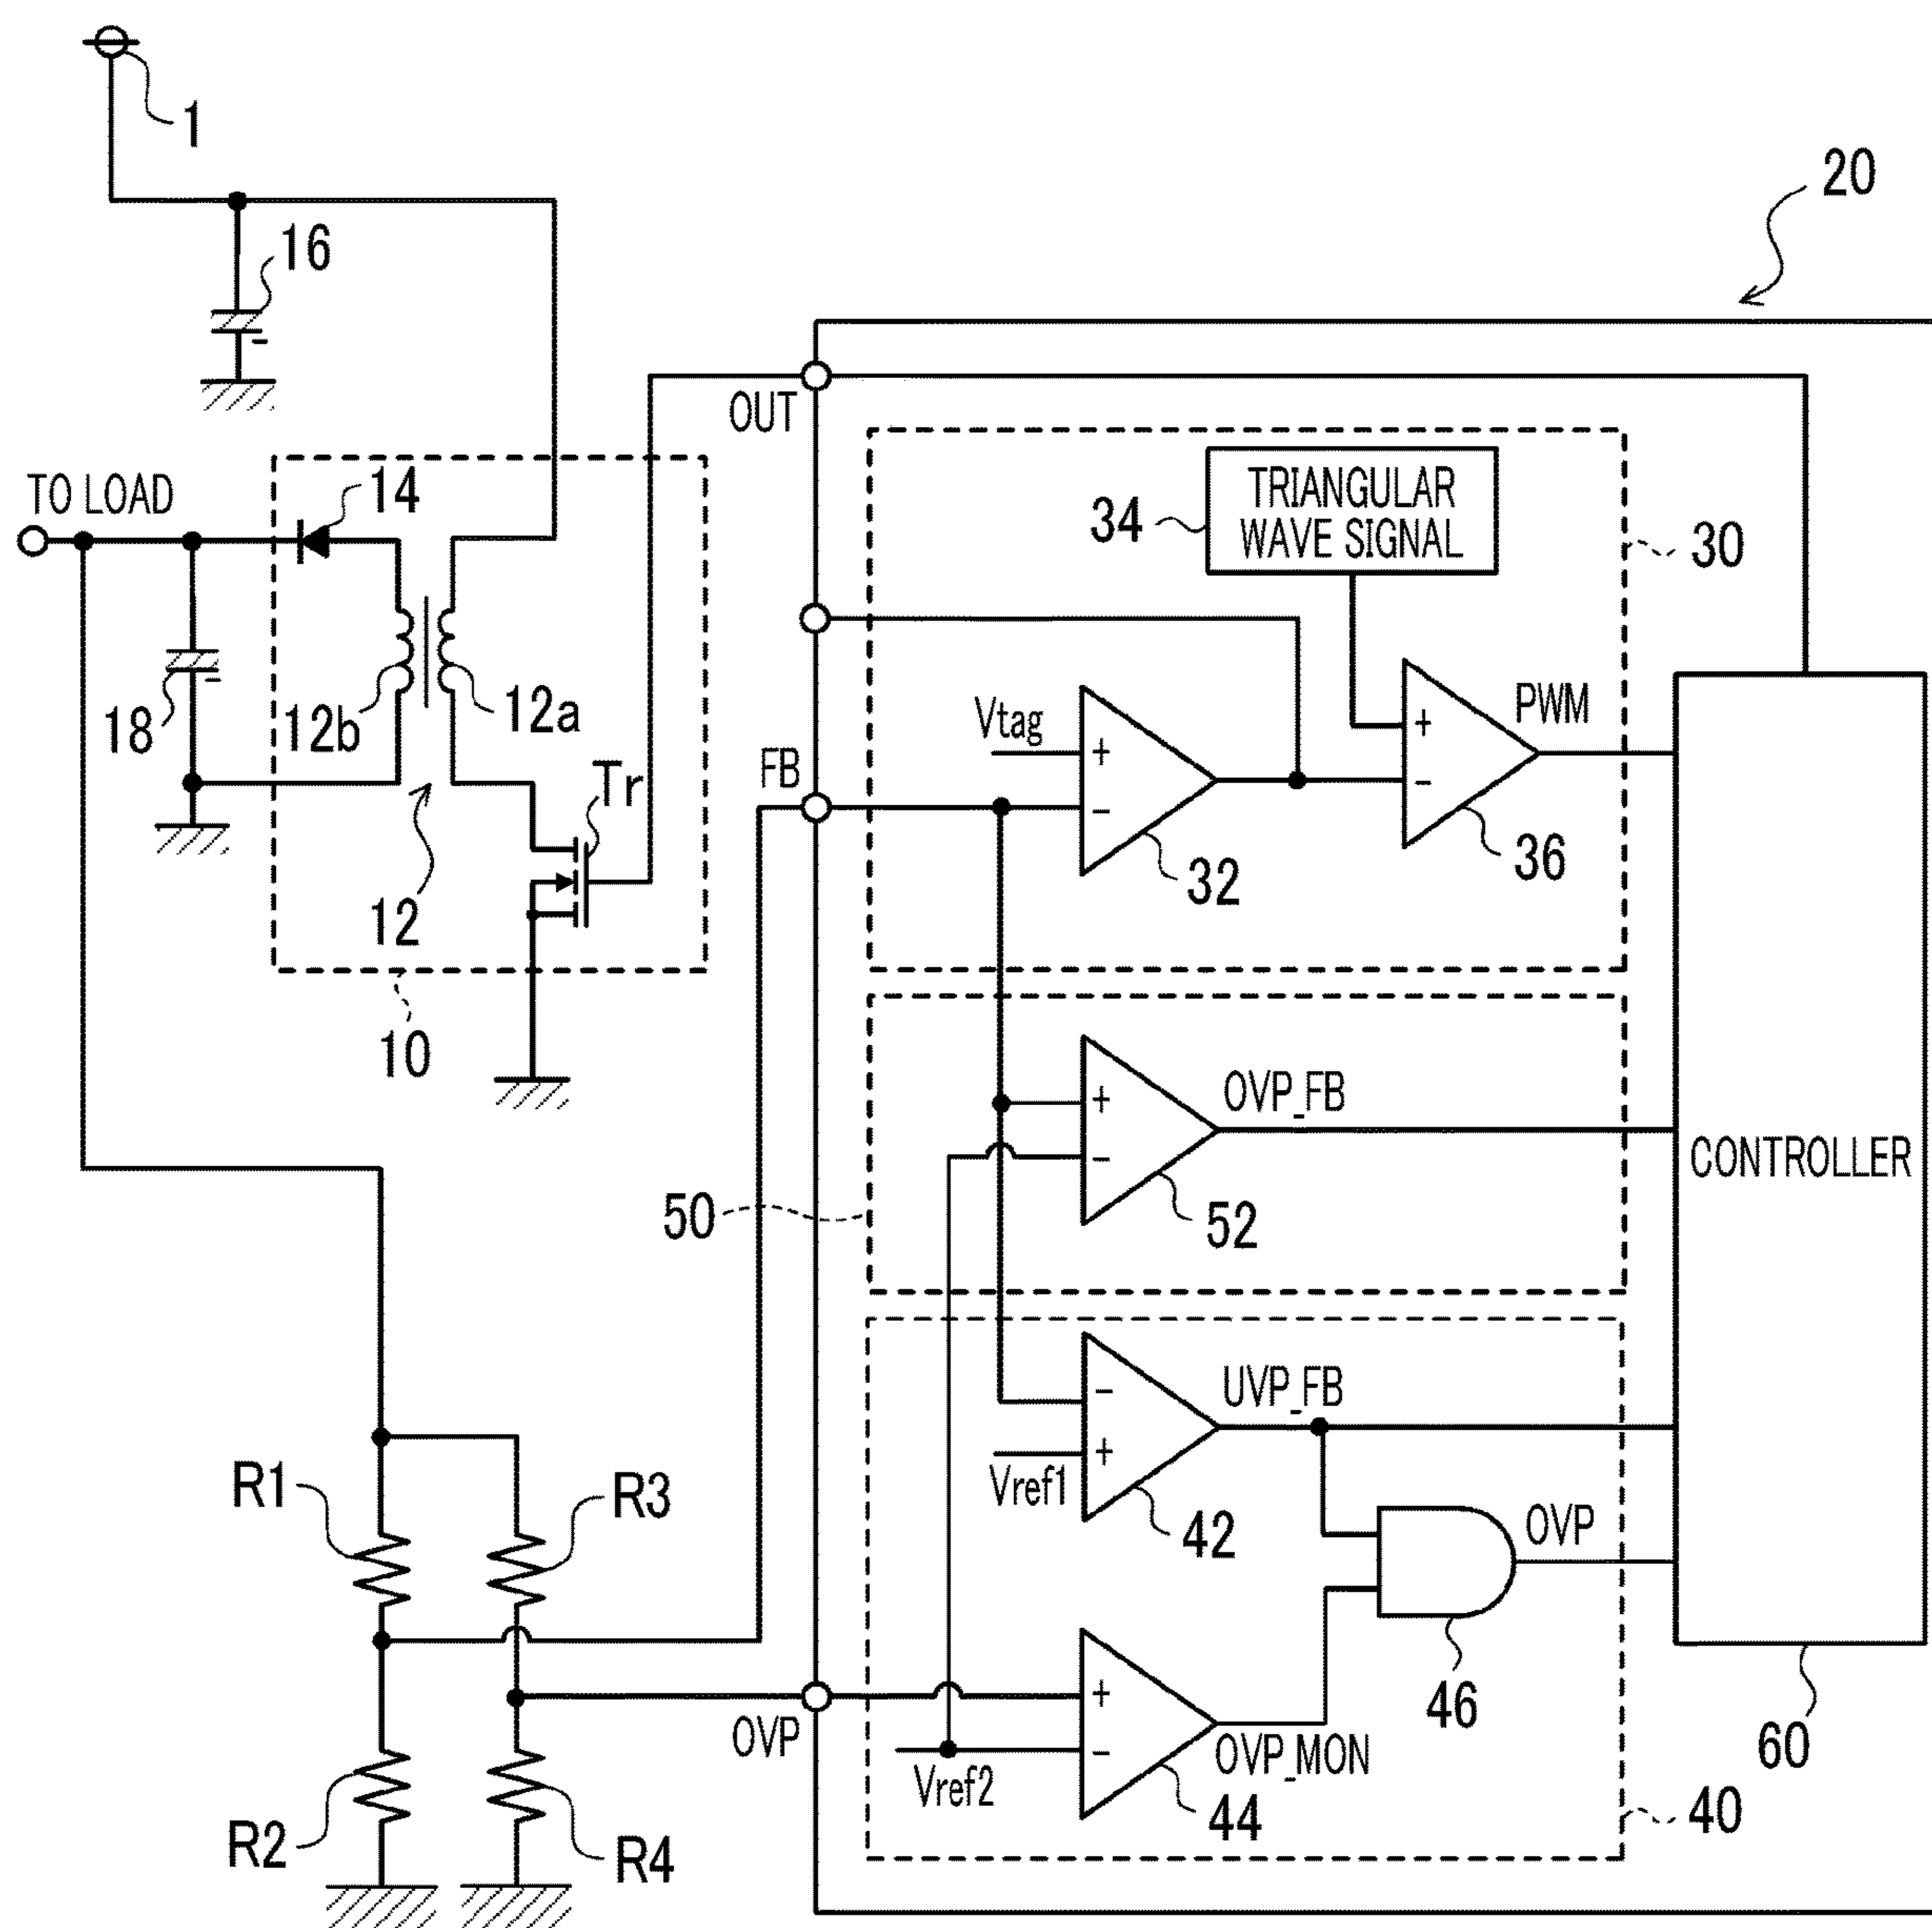 1
20
16
OUT
TO LOAD
14
TRIANGULAR
WAVE SIGNAL
34
30
18
12b
12a
Vtag
+
-
+
-
PWM
FB
Tr
32
36
12
10
+
-
OVP_FB
CONTROLLER
50
52
-
+
UVP_FB
Vref1
R1
R3
42
OVP
46
+
-
OVP
OVP_MON
60
Vref2
44
40
R2
R4